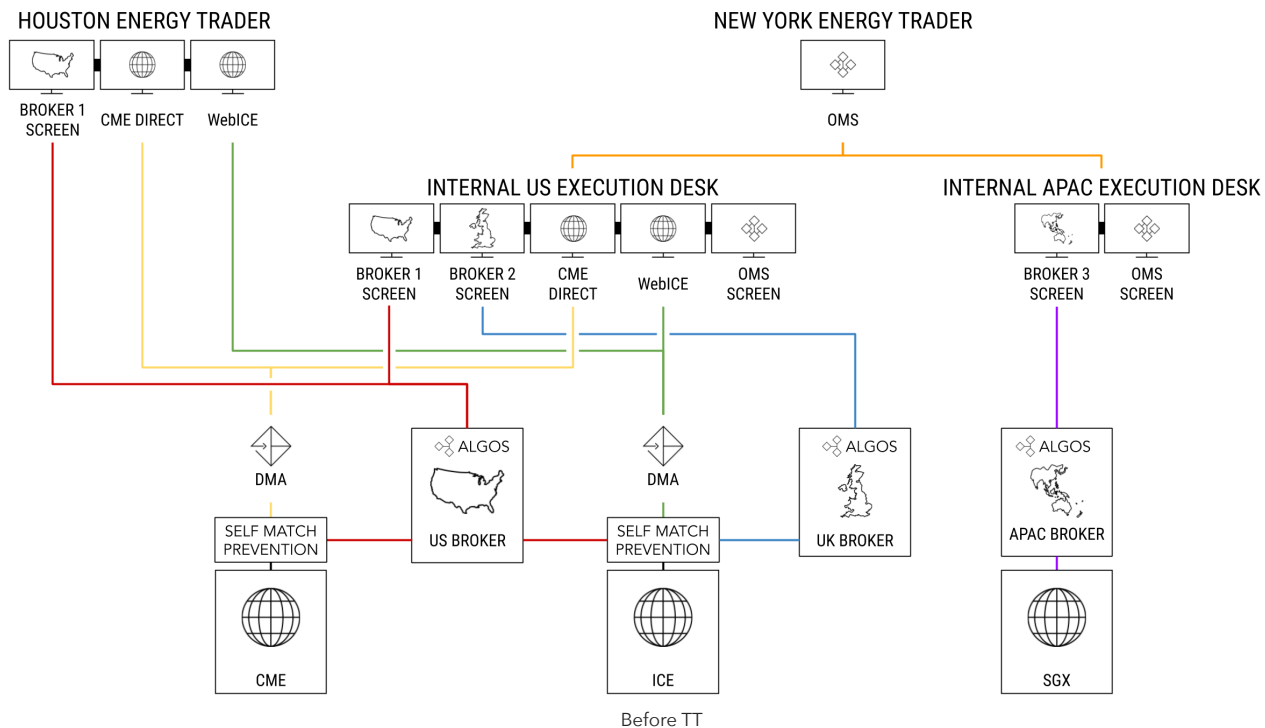 HOUSTON ENERGY TRADER
NEW YORK ENERGY TRADER
BROKER 1
SCREEN
CME DIRECT
WebICE
OMS
INTERNAL US EXECUTION DESK
INTERNAL APAC EXECUTION DESK
BROKER 1
SCREEN
BROKER 2
SCREEN
CME
DIRECT
WebICE
OMS
SCREEN
BROKER 3
SCREEN
OMS
SCREEN
DMA
ALGOS
US BROKER
DMA
ALGOS
UK BROKER
ALGOS
APAC BROKER
SELF MATCH
PREVENTION
SELF MATCH
PREVENTION
CME
ICE
SGX
Before TT